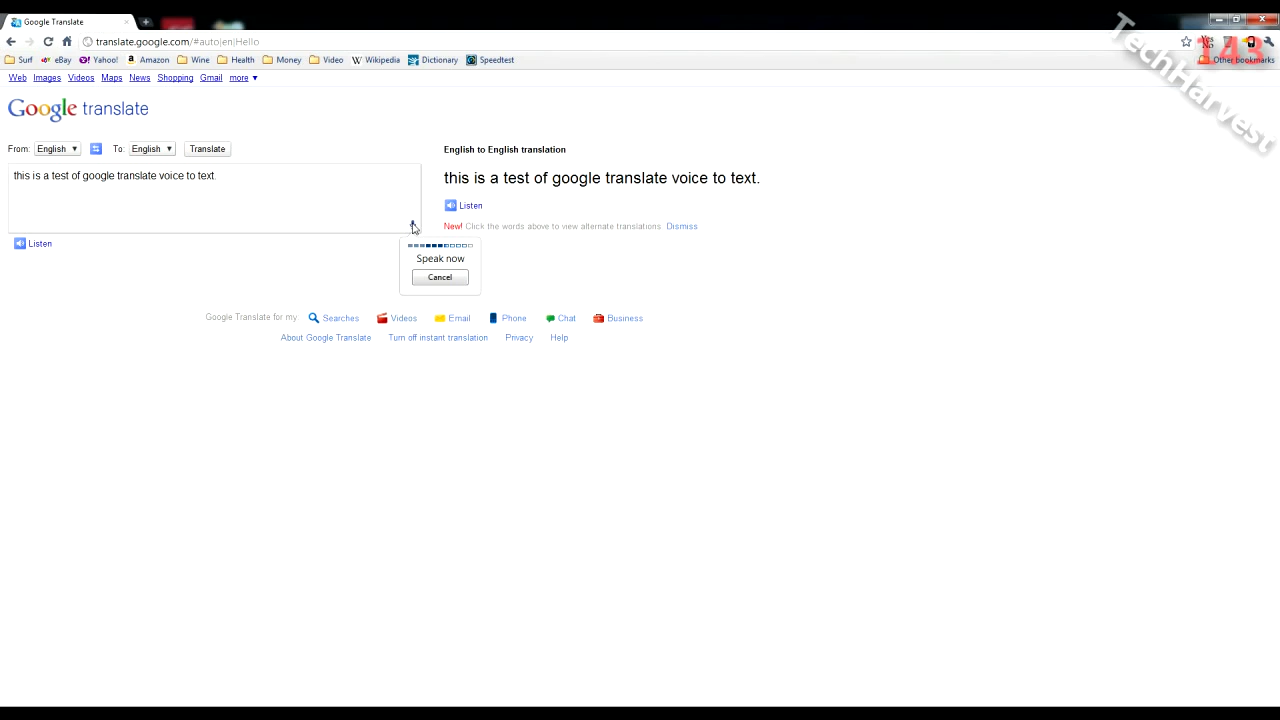 Google Translate
translate.google.com/#auto|en|Hello
Surf eBay Yahoo! Amazon Wine Health Money Video Wikipedia Dictionary Speedtest Other bookmarks
Web Images Videos Maps News Shopping Gmail more ▼
Google translate
From: English ▼ To: English ▼ Translate
this is a test of google translate voice to text.
Listen
English to English translation
this is a test of google translate voice to text.
Listen
New! Click the words above to view alternate translations Dismiss
Speak now
Cancel
Google Translate for my: Searches Videos Email Phone Chat Business
About Google Translate Turn off instant translation Privacy Help
TechHarvest
143